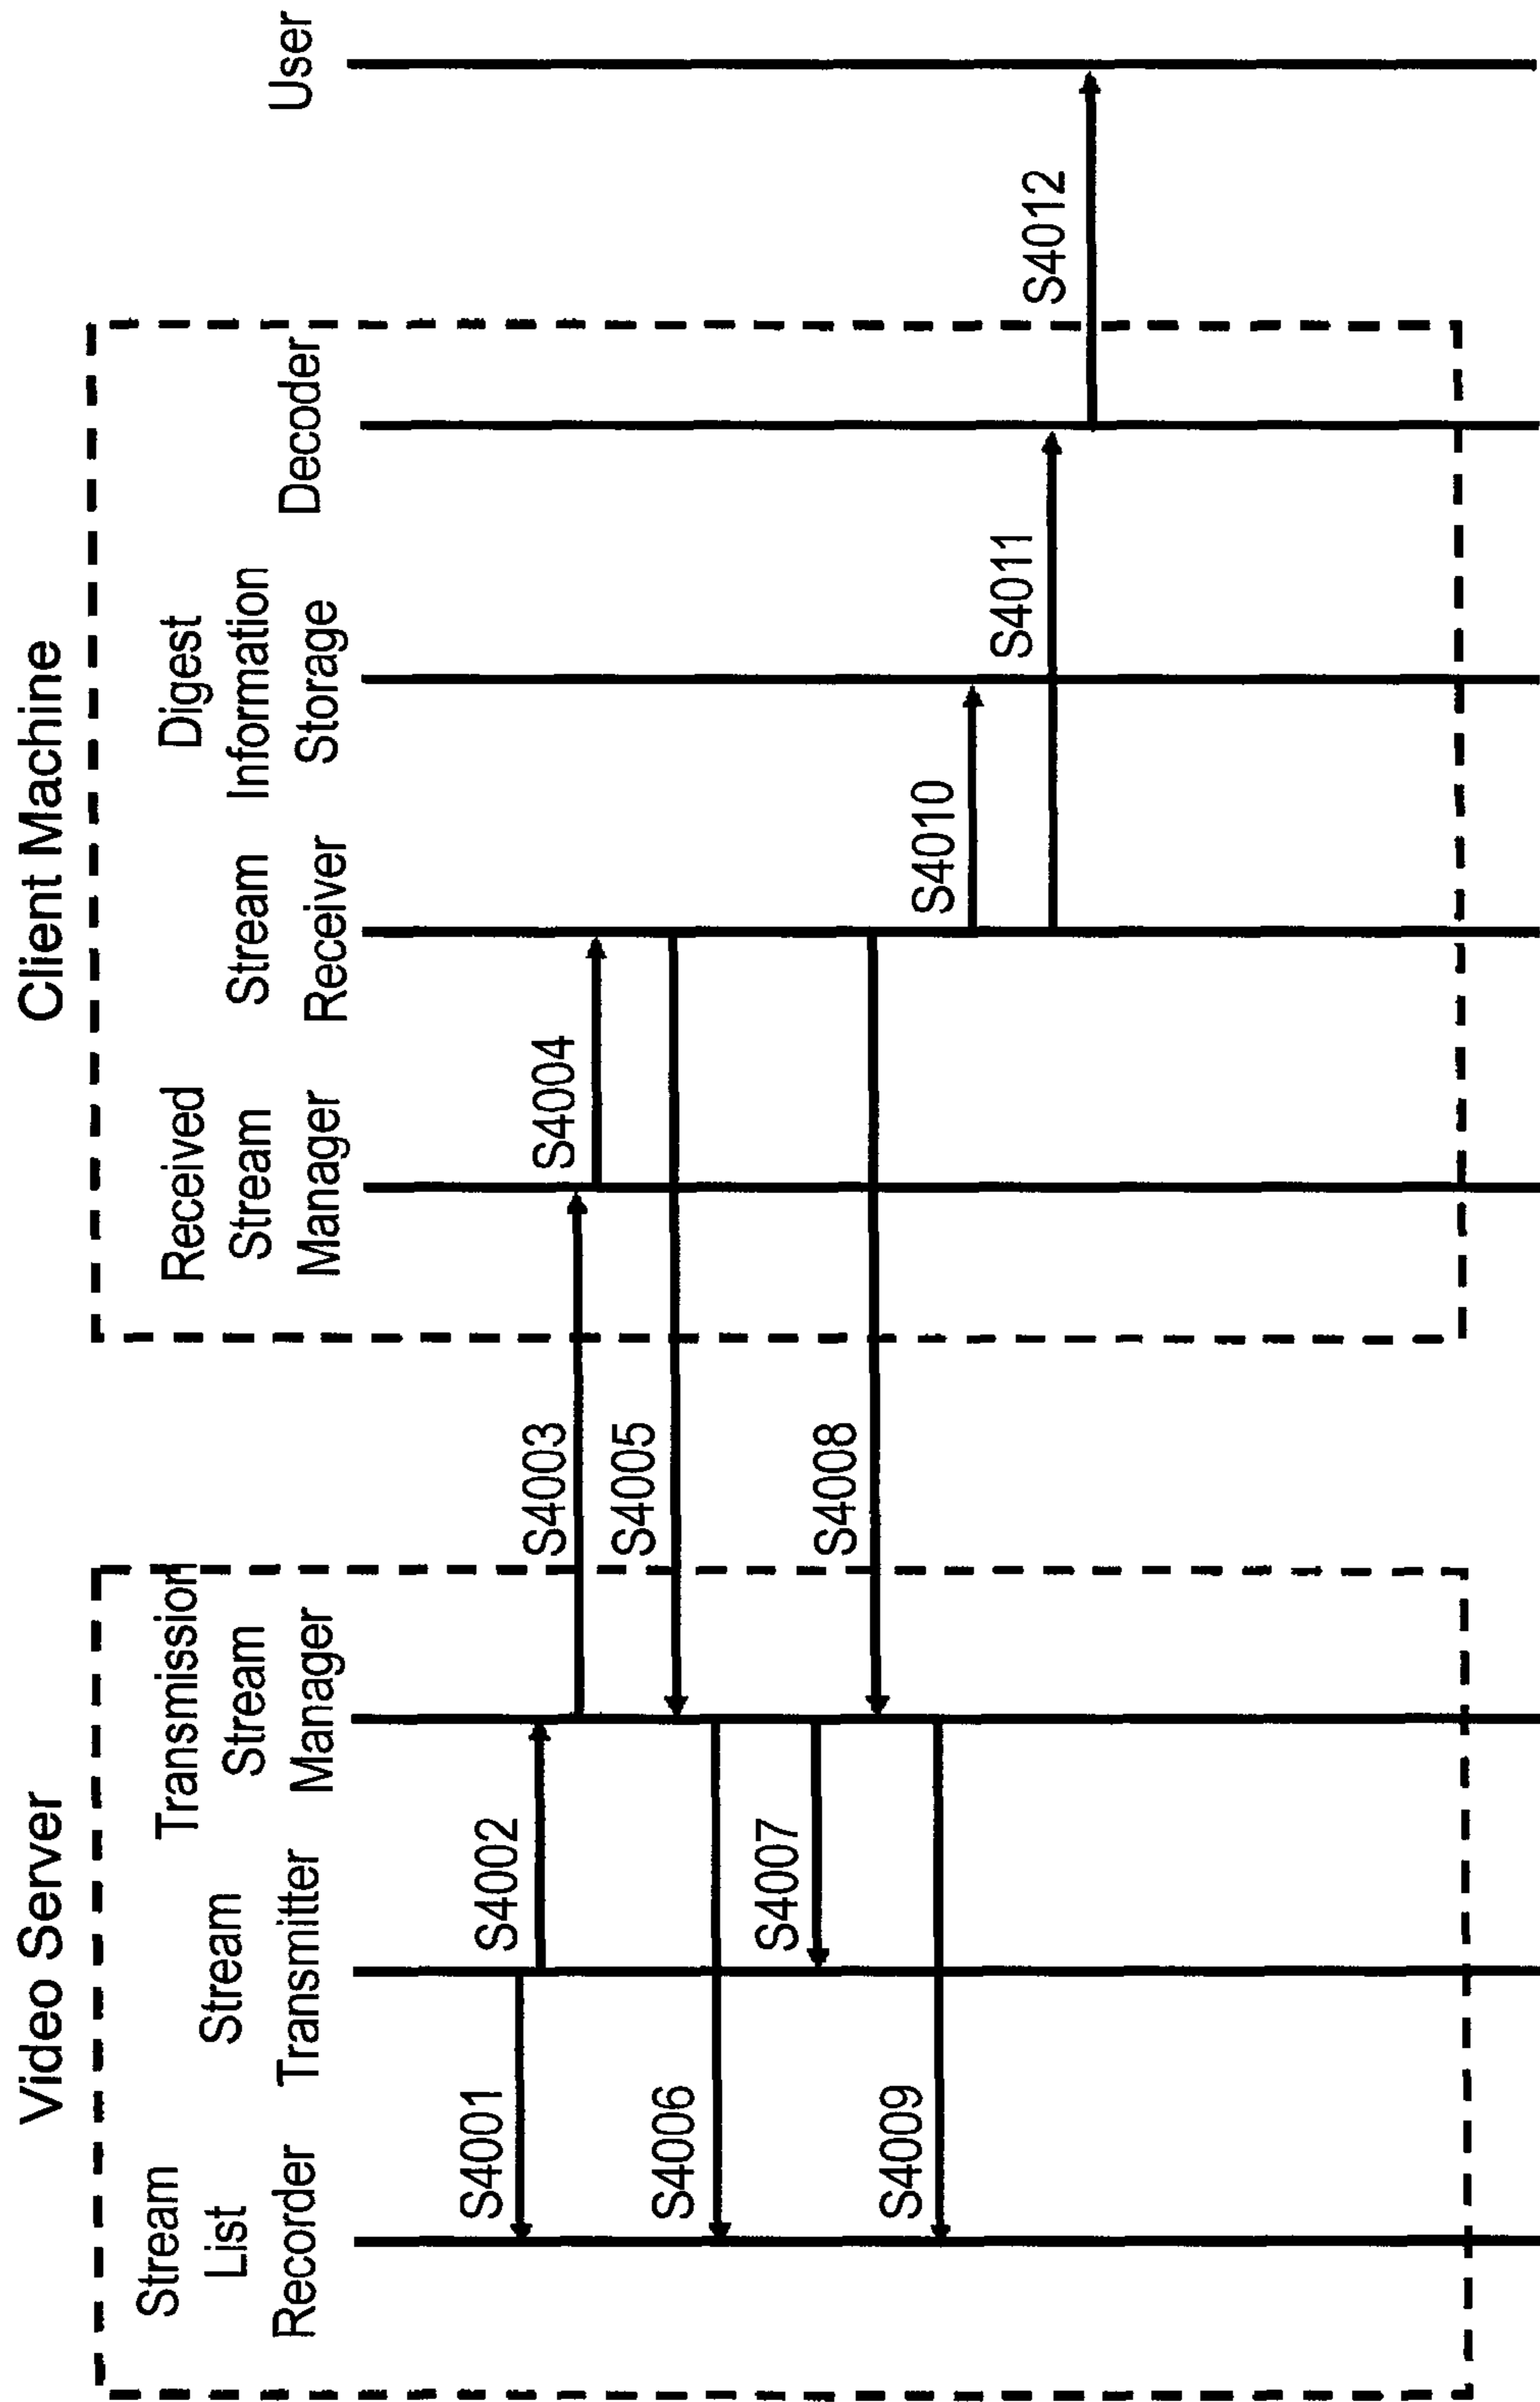 Video Server
Client Machine
Stream
List
Recorder
Stream
Transmitter
Transmission
Stream
Manager
Received
Stream
Manager
Stream
Receiver
Digest
Information
Storage
Decoder
User
S4001
S4002
S4003
S4004
S4005
S4006
S4007
S4008
S4009
S4010
S4011
S4012